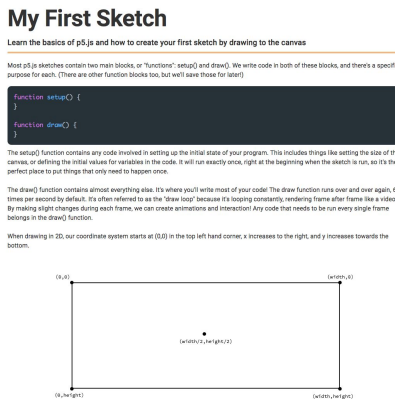 My First Sketch
Learn the basics of p5.js and how to create your first sketch by drawing to the canvas
Most p5.js sketches contain two main blocks, or "functions": setup() and draw(). We write code in both of these blocks, and there's a specifi
purpose for each. (There are other function blocks too, but we'll save those for later!)
function setup() {
}
function draw() {
}
The setup() function contains any code involved in setting up the initial state of your program. This includes things like setting the size of th
canvas, or defining the initial values for variables in the code. It will run exactly once, right at the beginning when the sketch is run, so it's the
perfect place to put things that only need to happen once.
The draw() function contains almost everything else. It's where you'll write most of your code! The draw function runs over and over again, 6
times per second by default. It's often referred to as the "draw loop" because it's looping constantly, rendering frame after frame like a video
By making slight changes during each frame, we can create animations and interaction! Any code that needs to be run every single frame
belongs in the draw() function.
When drawing in 2D, our coordinate system starts at (0,0) in the top left hand corner, x increases to the right, and y increases towards the
bottom.
(0,0) (width,0)
(width/2,height/2)
(0,height) (width,height)